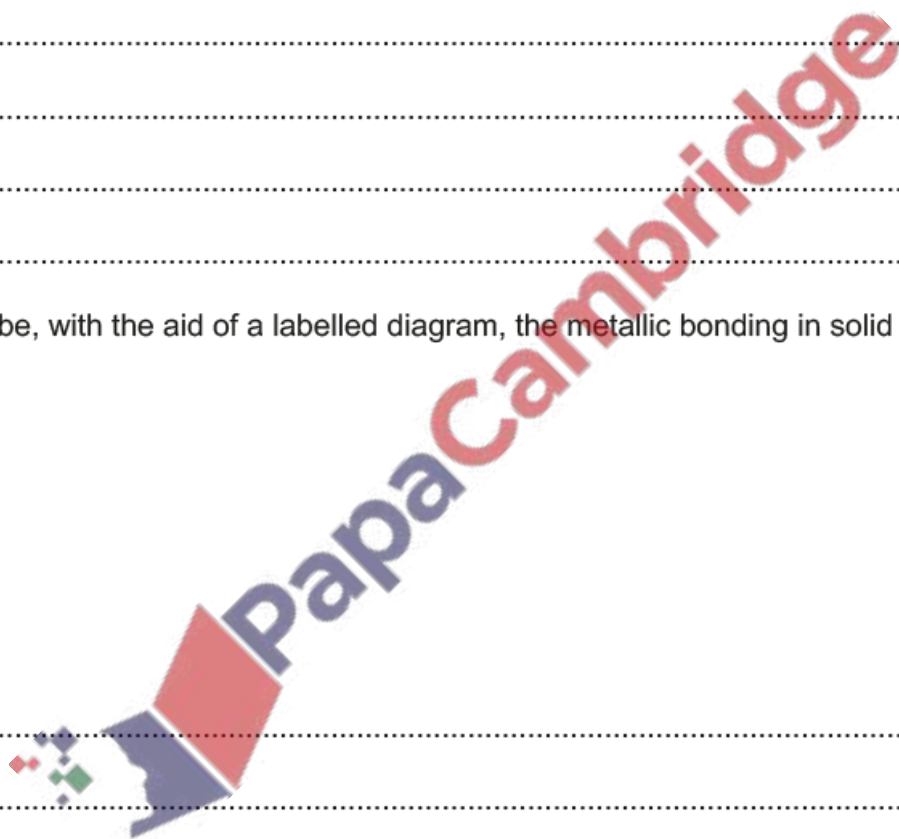 be, with the aid of a labelled diagram, the metallic bonding in solid
PapaCambridge